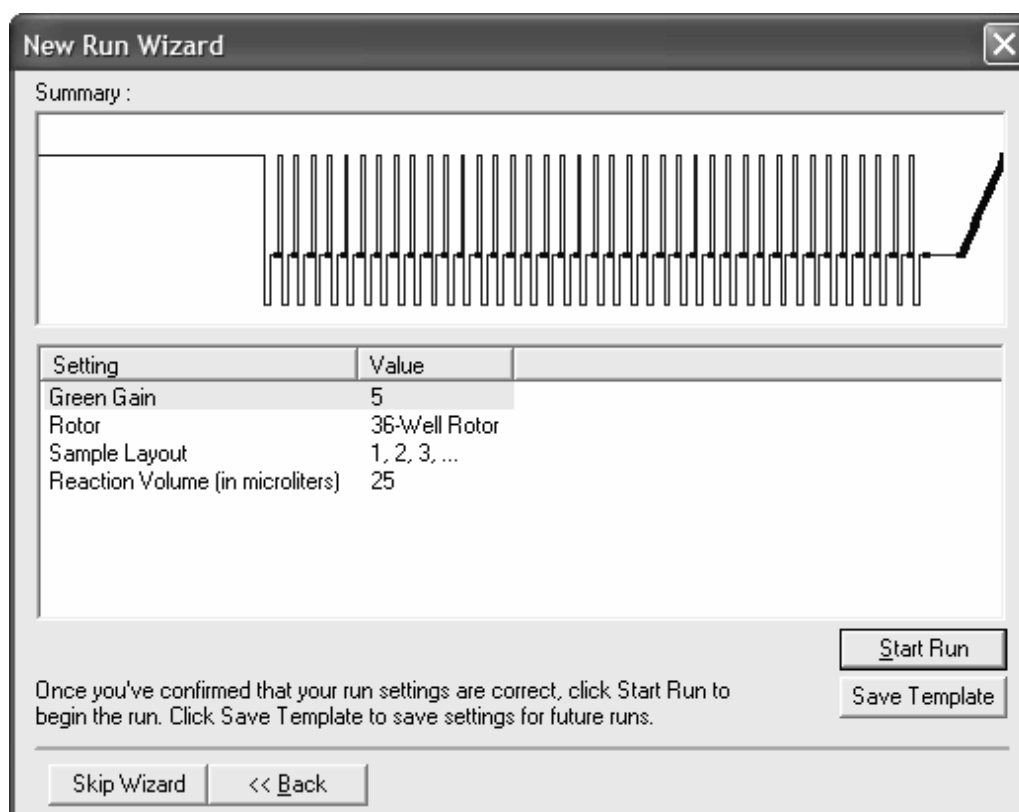 New Run Wizard
Summary :
Setting Value
Green Gain 5
Rotor 36-Well Rotor
Sample Layout 1, 2, 3, ...
Reaction Volume (in microliters) 25
Start Run
Once you've confirmed that your run settings are correct, click Start Run to
begin the run. Click Save Template to save settings for future runs.
Save Template
Skip Wizard << Back